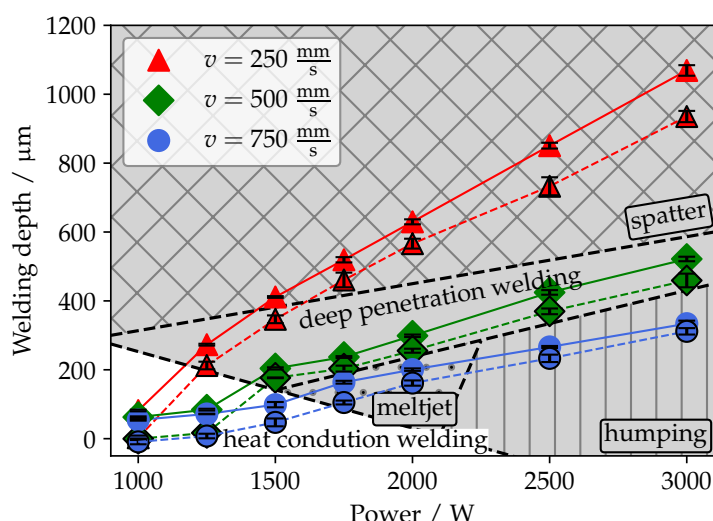 1200
1000
800
600
400
200
0
Welding depth / μm
v = 250 mm/s
v = 500 mm/s
v = 750 mm/s
spatter
deep penetration welding
meltjet
heat condution welding
humping
1000
1500
2000
2500
3000
Power / W